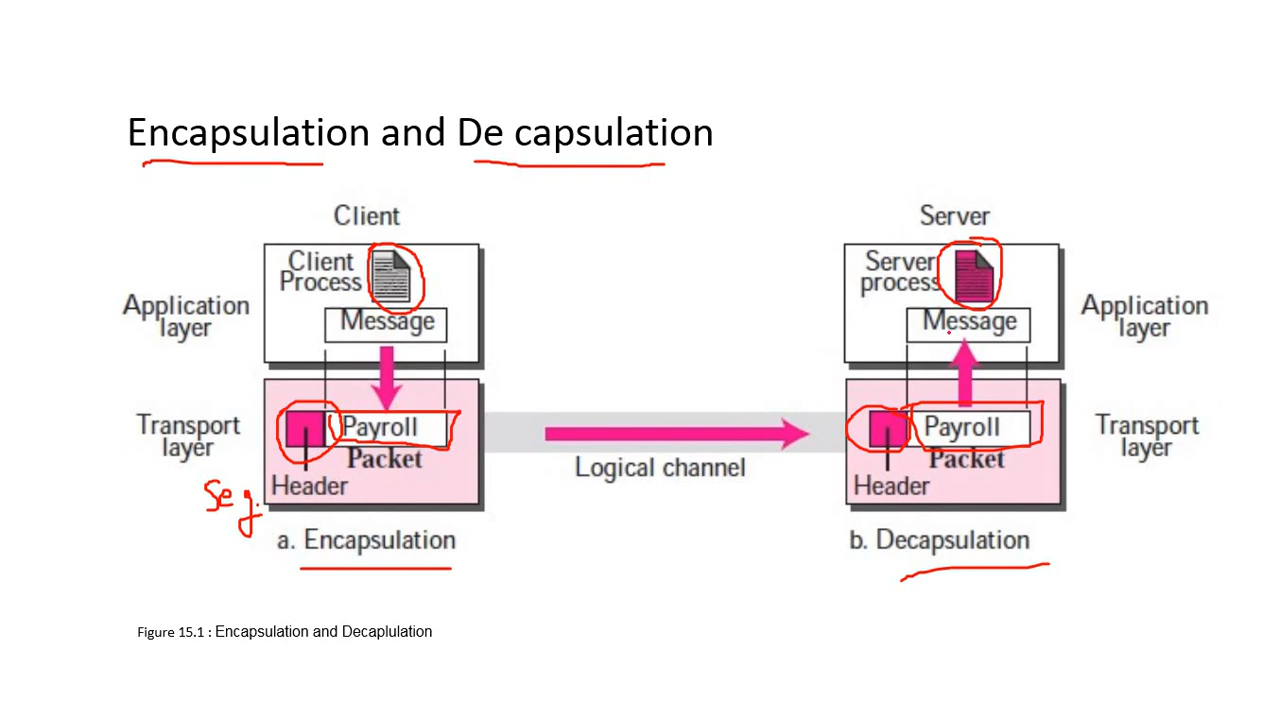 Encapsulation and De capsulation
Client
Server
Client
Process
Message
Application
layer
Server
process
Message
Application
layer
Transport
layer
Payroll
Packet
Header
Seg.
Logical channel
Payroll
Packet
Header
Transport
layer
a. Encapsulation
b. Decapsulation
Figure 15.1 : Encapsulation and Decaplulation